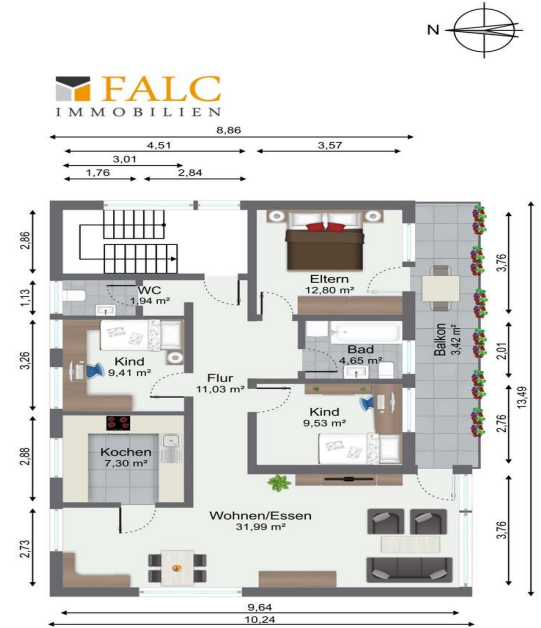 N
FALC
IMMOBILIEN
8,86
4,51
3,57
3,01
1,76
2,84
2,86
1,13
3,26
2,88
2,73
WC
1,94 m²
Eltern
12,80 m²
Balkon
3,42 m²
Kind
9,41 m²
Flur
11,03 m²
Bad
4,65 m²
Kind
9,53 m²
Kochen
7,30 m²
Wohnen/Essen
31,99 m²
3,76
2,01
2,76
3,76
13,49
9,64
10,24